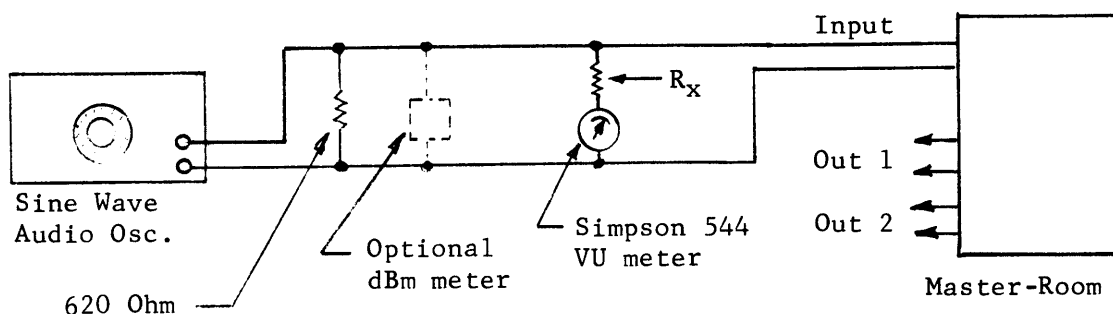 Input
Rx
Out 1
Out 2
Sine Wave
Audio Osc.
Optional
dBm meter
Simpson 544
VU meter
620 Ohm
Master-Room